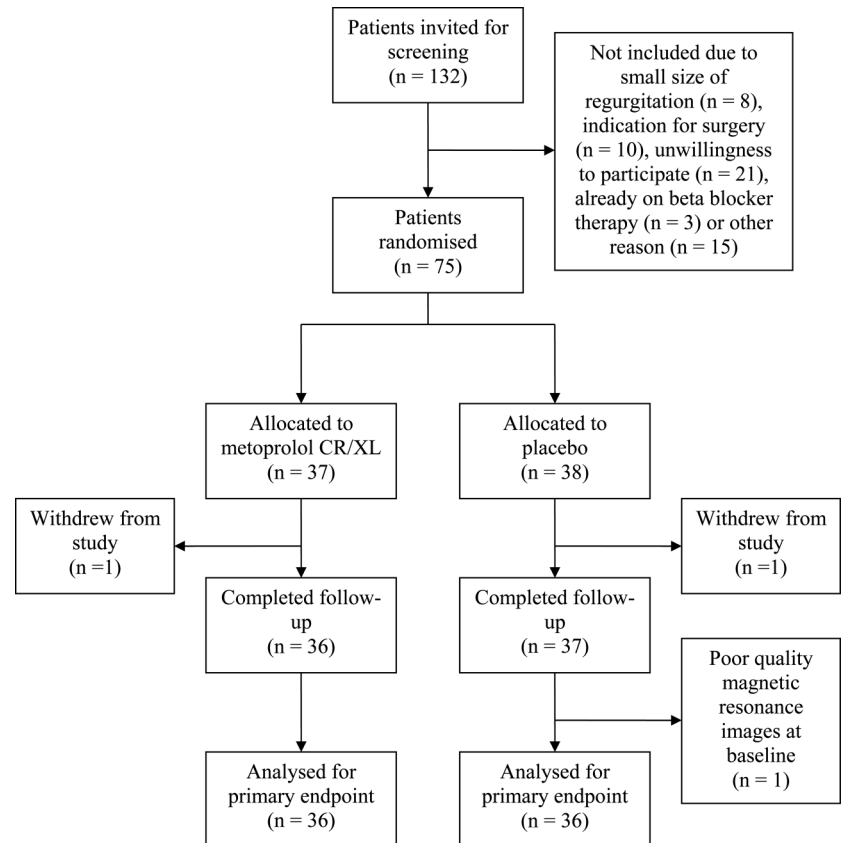 Patients invited for
screening
(n = 132)
Not included due to
small size of
regurgitation (n = 8),
indication for surgery
(n = 10), unwillingness
to participate (n = 21),
already on beta blocker
therapy (n = 3) or other
reason (n = 15)
Patients
randomised
(n = 75)
Allocated to
metoprolol CR/XL
(n = 37)
Allocated to
placebo
(n = 38)
Withdrew from
study
(n =1)
Withdrew from
study
(n =1)
Completed follow-
up
(n = 36)
Completed follow-
up
(n = 37)
Poor quality
magnetic
resonance
images at
baseline
(n = 1)
Analysed for
primary endpoint
(n = 36)
Analysed for
primary endpoint
(n = 36)